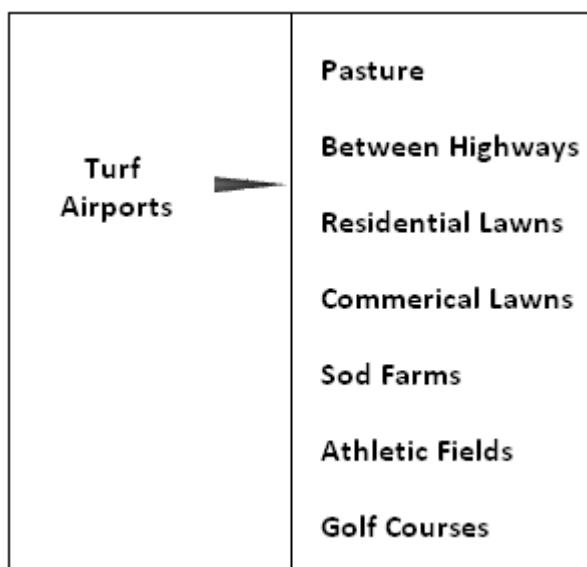 Turf
Airports
Pasture
Between Highways
Residential Lawns
Commerical Lawns
Sod Farms
Athletic Fields
Golf Courses